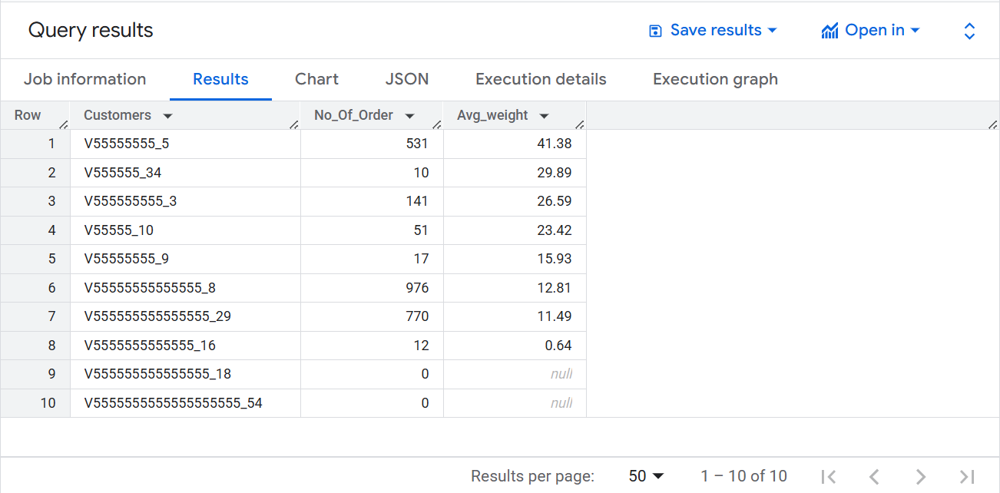 Query results Save results Open in
Job information Results Chart JSON Execution details Execution graph
Row Customers No_Of_Order Avg_weight
1 V55555555_5 531 41.38
2 V555555_34 10 29.89
3 V555555555_3 141 26.59
4 V55555_10 51 23.42
5 V55555555_9 17 15.93
6 V55555555555555_8 976 12.81
7 V555555555555555_29 770 11.49
8 V5555555555555_16 12 0.64
9 V555555555555555_18 0 null
10 V5555555555555555555_54 0 null
Results per page: 50 1 – 10 of 10